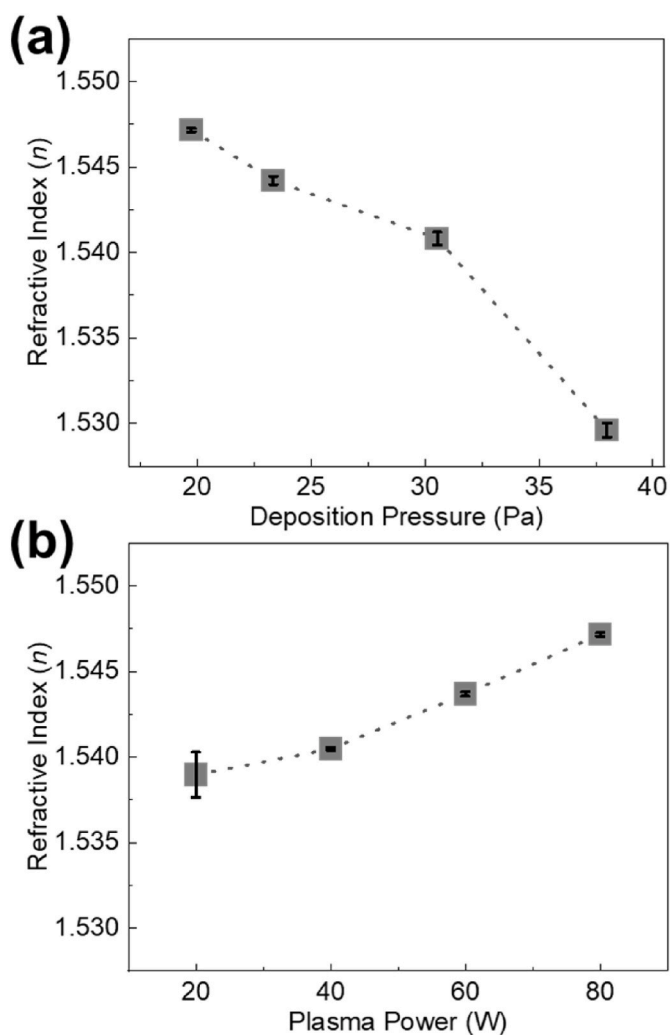 (a)
1.550
1.545
1.540
1.535
1.530
Refractive Index (n)
20 25 30 35 40
Deposition Pressure (Pa)
(b)
1.550
1.545
1.540
1.535
1.530
Refractive Index (n)
20 40 60 80
Plasma Power (W)